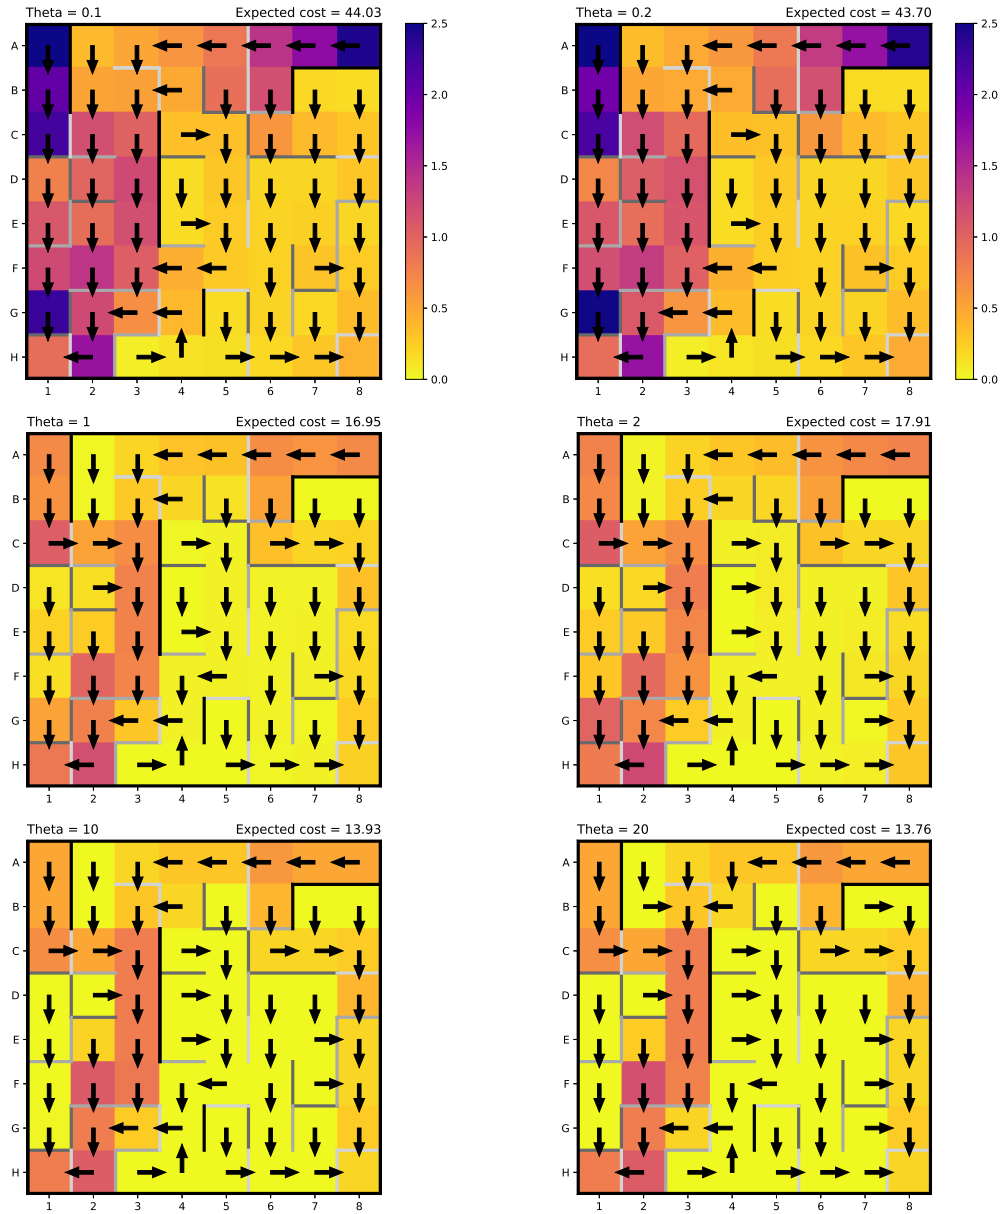 Theta = 0.1 Expected cost = 44.03
A
B
C
D
E
F
G
H
1 2 3 4 5 6 7 8
2.5
2.0
1.5
1.0
0.5
0.0
Theta = 0.2 Expected cost = 43.70
A
B
C
D
E
F
G
H
1 2 3 4 5 6 7 8
2.5
2.0
1.5
1.0
0.5
0.0
Theta = 1 Expected cost = 16.95
A
B
C
D
E
F
G
H
1 2 3 4 5 6 7 8
Theta = 2 Expected cost = 17.91
A
B
C
D
E
F
G
H
1 2 3 4 5 6 7 8
Theta = 10 Expected cost = 13.93
A
B
C
D
E
F
G
H
1 2 3 4 5 6 7 8
Theta = 20 Expected cost = 13.76
A
B
C
D
E
F
G
H
1 2 3 4 5 6 7 8